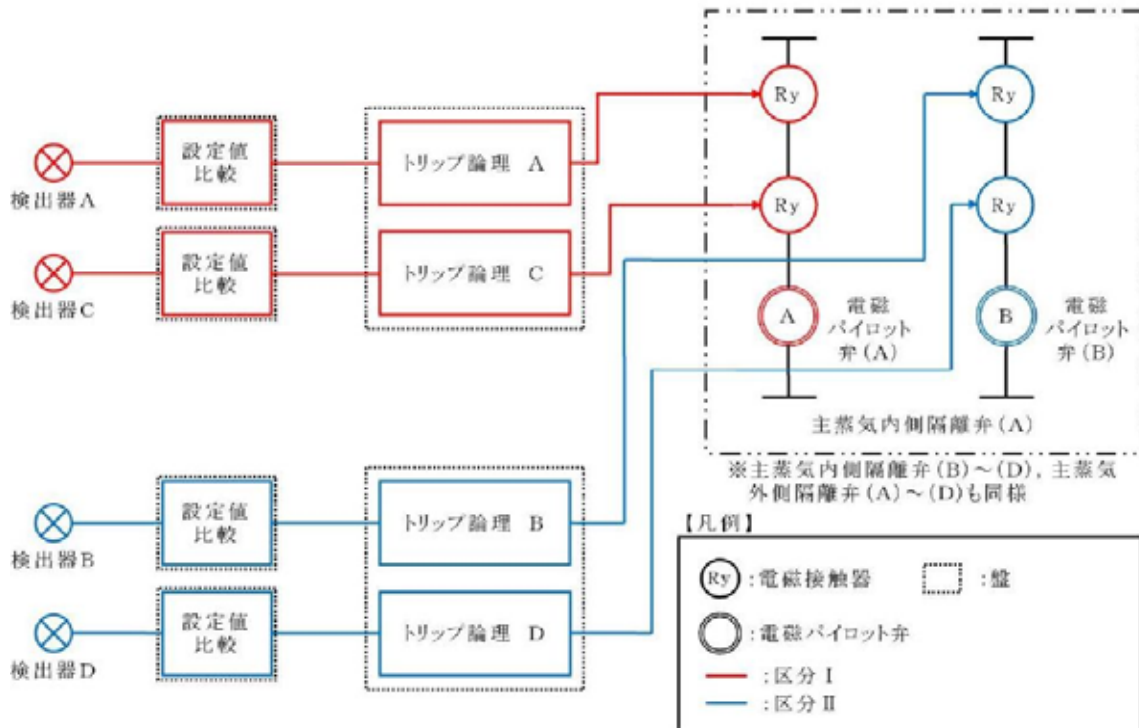 検出器A
設定値
比較
トリップ論理 A
検出器C
設定値
比較
トリップ論理 C
検出器B
設定値
比較
トリップ論理 B
検出器D
設定値
比較
トリップ論理 D
Ry
Ry
A
電磁
パイロット
弁(A)
Ry
Ry
B
電磁
パイロット
弁(B)
主蒸気内側隔離弁(A)
※主蒸気内側隔離弁(B)～(D), 主蒸気
外側隔離弁(A)～(D)も同様
【凡例】
Ry :電磁接触器
:盤
:電磁パイロット弁
:区分Ⅰ
:区分Ⅱ